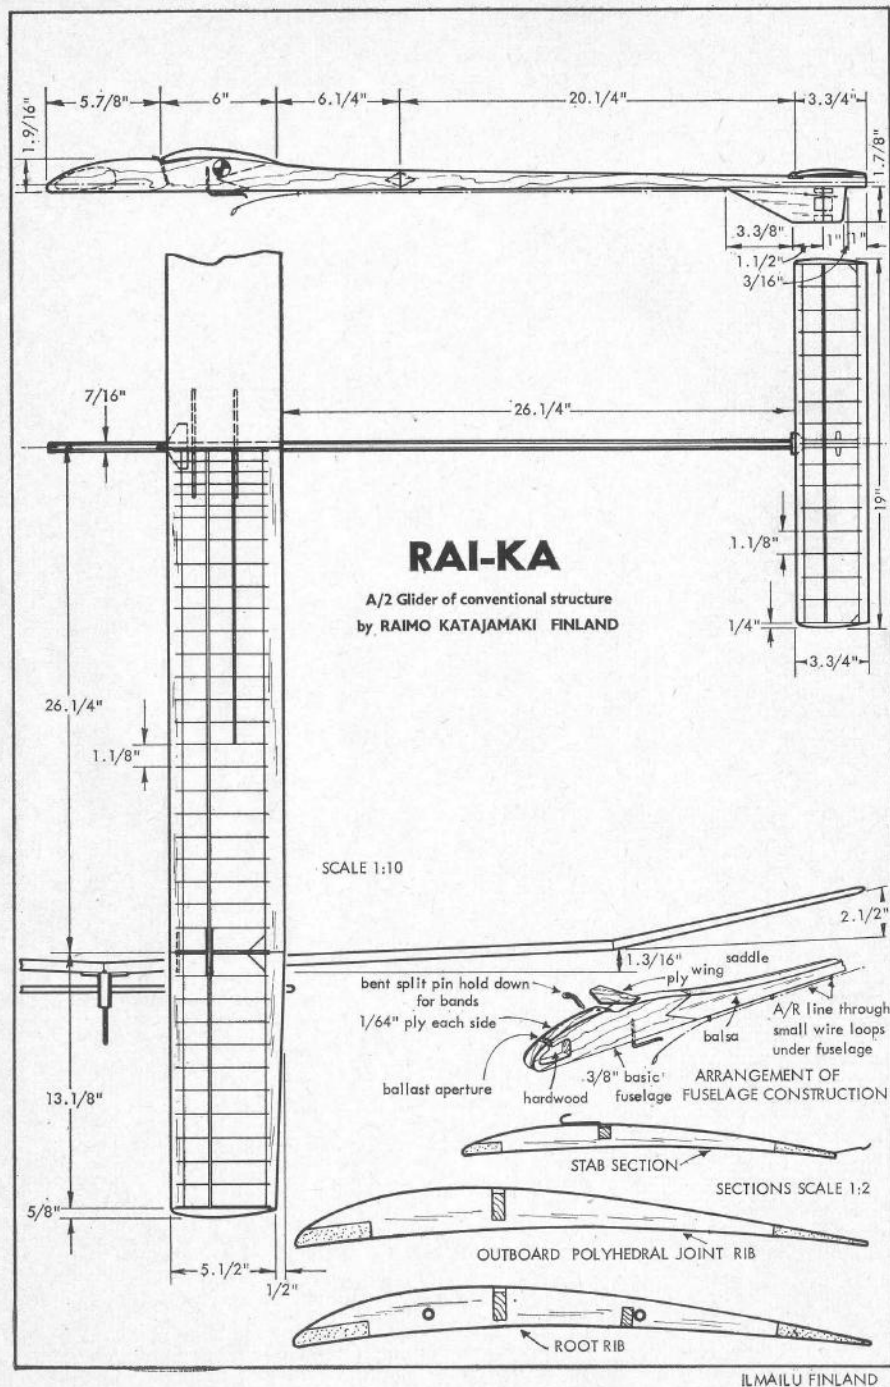 5.7/8"
6"
6.1/4"
20.1/4"
3.3/4"
1.9/16"
1.7/8"
3.3/8"
1"
1"
1.1/2"
3/16"
7/16"
26.1/4"
19"
RAI-KA
A/2 Glider of conventional structure
by RAIMO KATAJAMAKI FINLAND
1.1/8"
1/4"
3.3/4"
26.1/4"
1.1/8"
SCALE 1:10
2.1/2"
1.3/16"
bent split pin hold down
for bands
1/64" ply each side
ply wing saddle
A/R line through
small wire loops
under fuselage
balsa
ballast aperture
hardwood
3/8" basic
fuselage
ARRANGEMENT OF
FUSELAGE CONSTRUCTION
13.1/8"
STAB SECTION
SECTIONS SCALE 1:2
5/8"
OUTBOARD POLYHEDRAL JOINT RIB
5.1/2"
1/2"
ROOT RIB
ILMAILU FINLAND